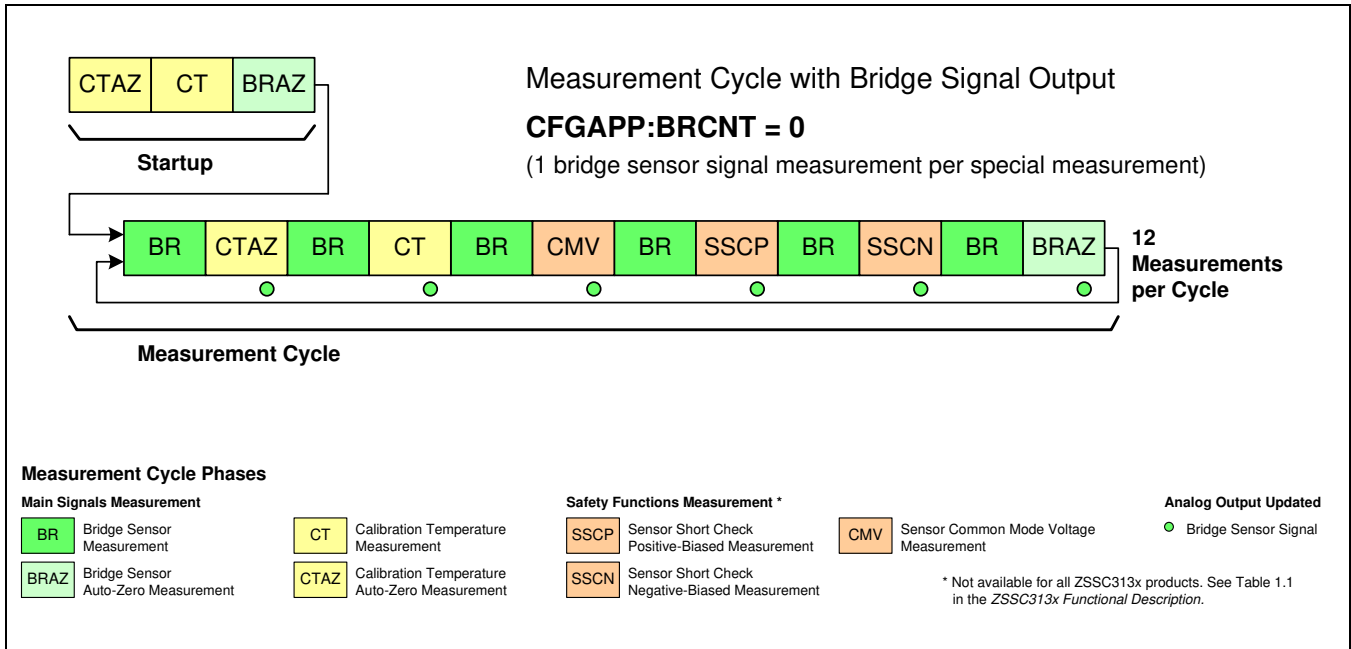 CTAZ CT BRAZ
Startup
Measurement Cycle with Bridge Signal Output
CFGAPP:BRCNT = 0
(1 bridge sensor signal measurement per special measurement)
BR CTAZ BR CT BR CMV BR SSCP BR SSCN BR BRAZ
12
Measurements
per Cycle
Measurement Cycle
Measurement Cycle Phases
Main Signals Measurement
BR Bridge Sensor
Measurement
BRAZ Bridge Sensor
Auto-Zero Measurement
CT Calibration Temperature
Measurement
CTAZ Calibration Temperature
Auto-Zero Measurement
Safety Functions Measurement *
SSCP Sensor Short Check
Positive-Biased Measurement
SSCN Sensor Short Check
Negative-Biased Measurement
CMV Sensor Common Mode Voltage
Measurement
Analog Output Updated
Bridge Sensor Signal
* Not available for all ZSSC313x products. See Table 1.1
in the ZSSC313x Functional Description.